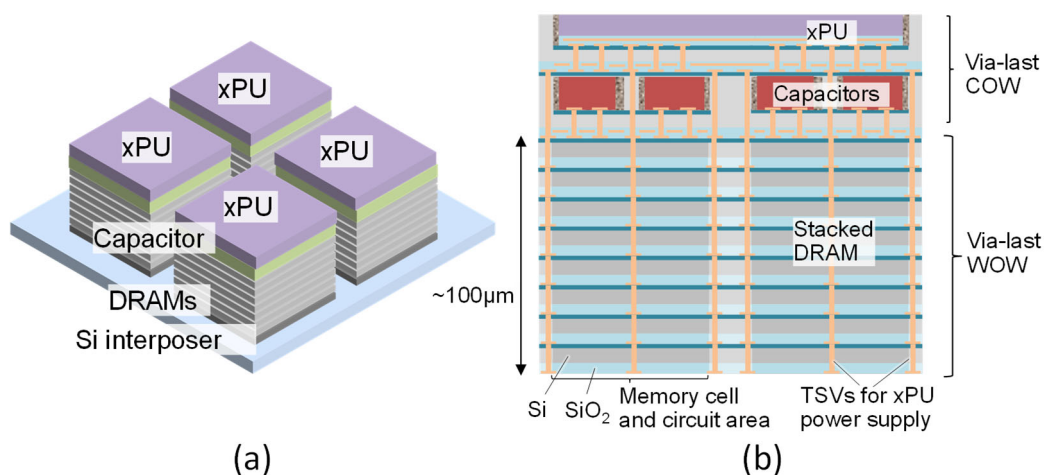 xPU
xPU
xPU
xPU
Capacitor
DRAMs
Si interposer
(a)
xPU
Capacitors
Via-last
COW
Stacked
DRAM
~100μm
Via-last
WOW
Si
SiO₂
Memory cell
and circuit area
TSVs for xPU
power supply
(b)